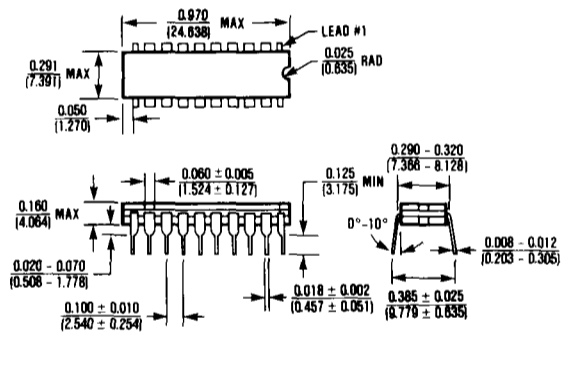 0.970
(24.638) MAX
LEAD #1
0.025
(0.635) RAD
0.291
(7.391) MAX
0.050
(1.270)
0.290 - 0.320
(7.366 - 8.128)
0.060 ± 0.005
(1.524 ± 0.127)
0.125
(3.175) MIN
0.160
(4.064) MAX
0°-10°
0.008 - 0.012
(0.203 - 0.305)
0.020 - 0.070
(0.508 - 1.778)
0.018 ± 0.002
(0.457 ± 0.051)
0.385 ± 0.025
(9.779 ± 0.635)
0.100 ± 0.010
(2.540 ± 0.254)